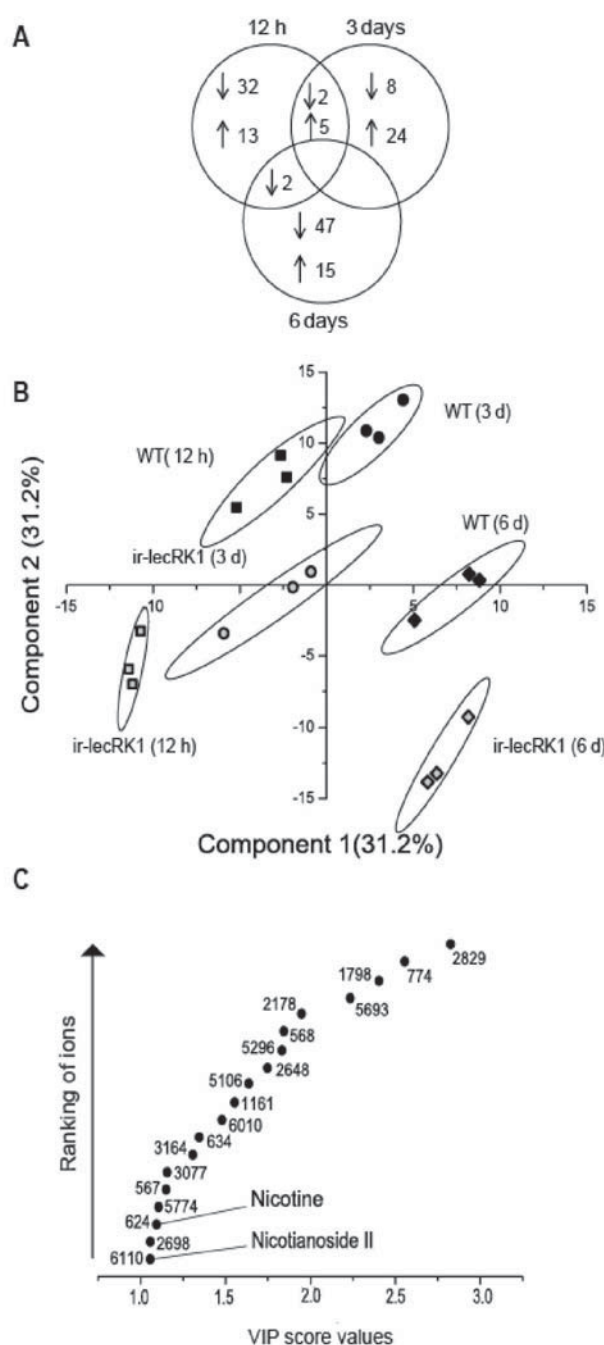 A
12 h
3 days
↓ 32
↓ 2
↓ 8
↑ 13
↑ 5
↑ 24
↓ 2
↓ 47
↑ 15
6 days
B
15
WT (3 d)
10
WT( 12 h)
WT (6 d)
5
ir-lecRK1 (3 d)
-15
-10
5
10
15
-5
ir-lecRK1 (12 h)
-10
ir-lecRK1 (6 d)
-15
Component 2 (31.2%)
Component 1(31.2%)
C
2829
774
1798
5693
2178
568
5296
2648
5106
1161
6010
634
3164
3077
567
5774
624
Nicotine
2698
6110
Nicotianoside II
Ranking of ions
1.0 1.5 2.0 2.5 3.0
VIP score values